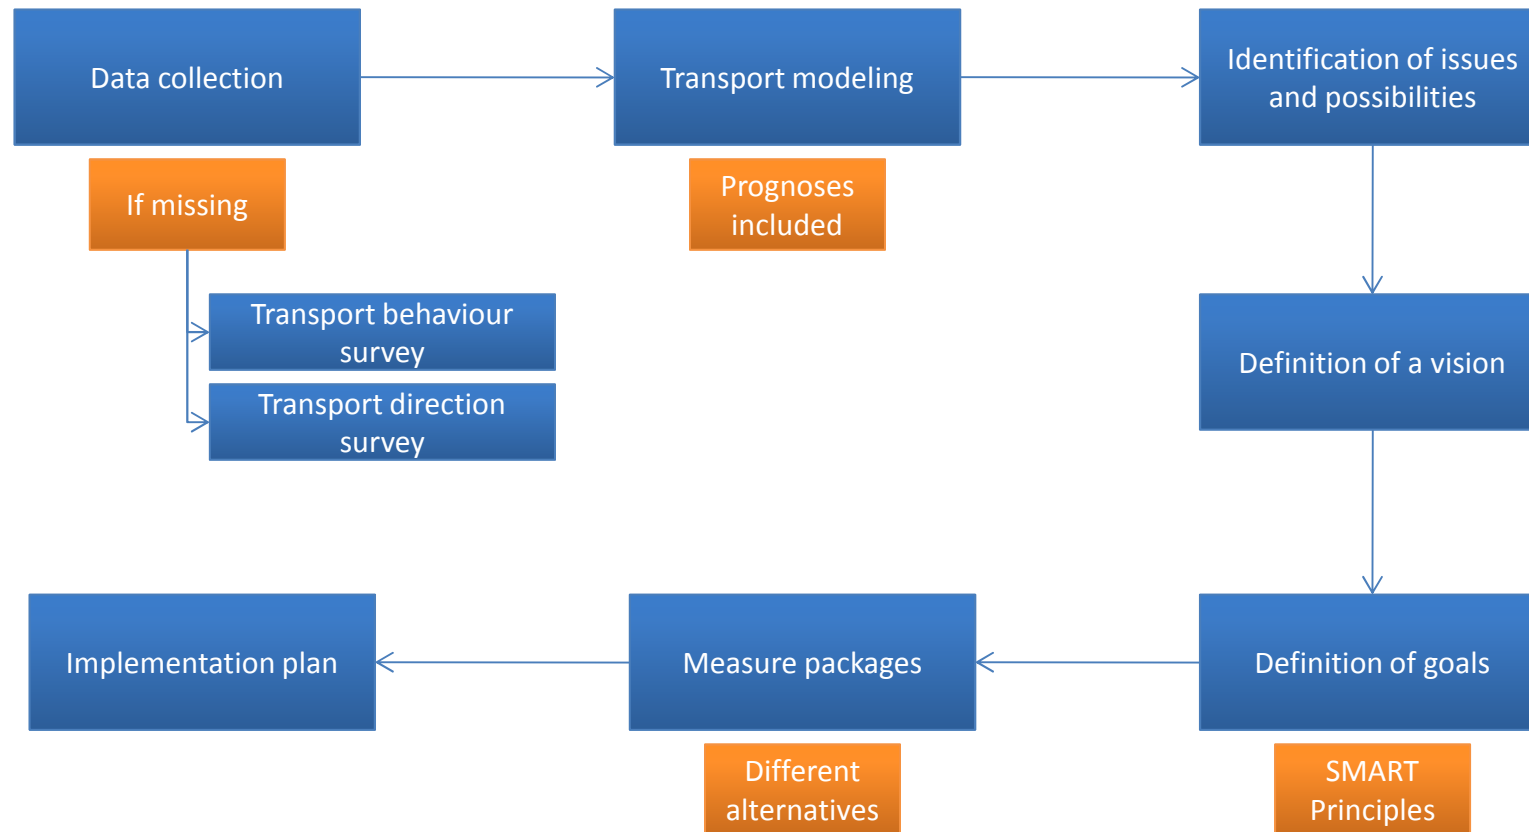 Data collection
Transport modeling
Identification of issues
and possibilities
If missing
Prognoses
included
Transport behaviour
survey
Transport direction
survey
Definition of a vision
Implementation plan
Measure packages
Definition of goals
Different
alternatives
SMART
Principles